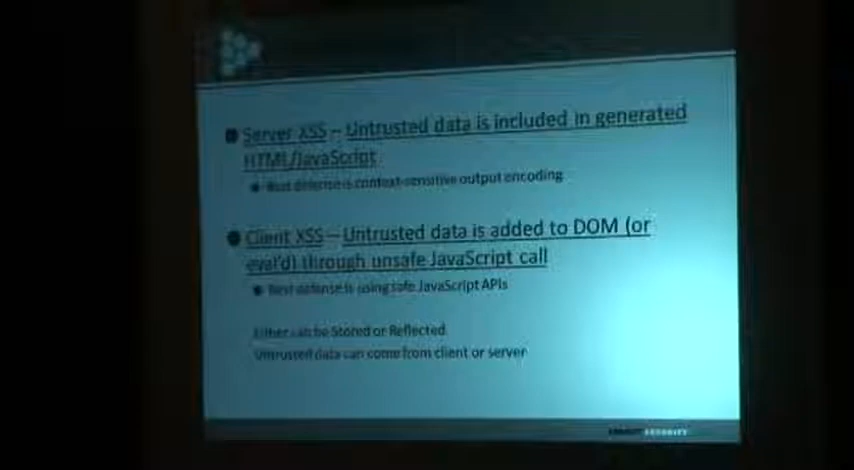 Server XSS – Untrusted data is included in generated
HTML/JavaScript
Best defense is context-sensitive output encoding
Client XSS – Untrusted data is added to DOM (or
eval'd) through unsafe JavaScript call
Best defense is using safe JavaScript APIs
Either can be Stored or Reflected
Untrusted data can come from client or server
SECURITY